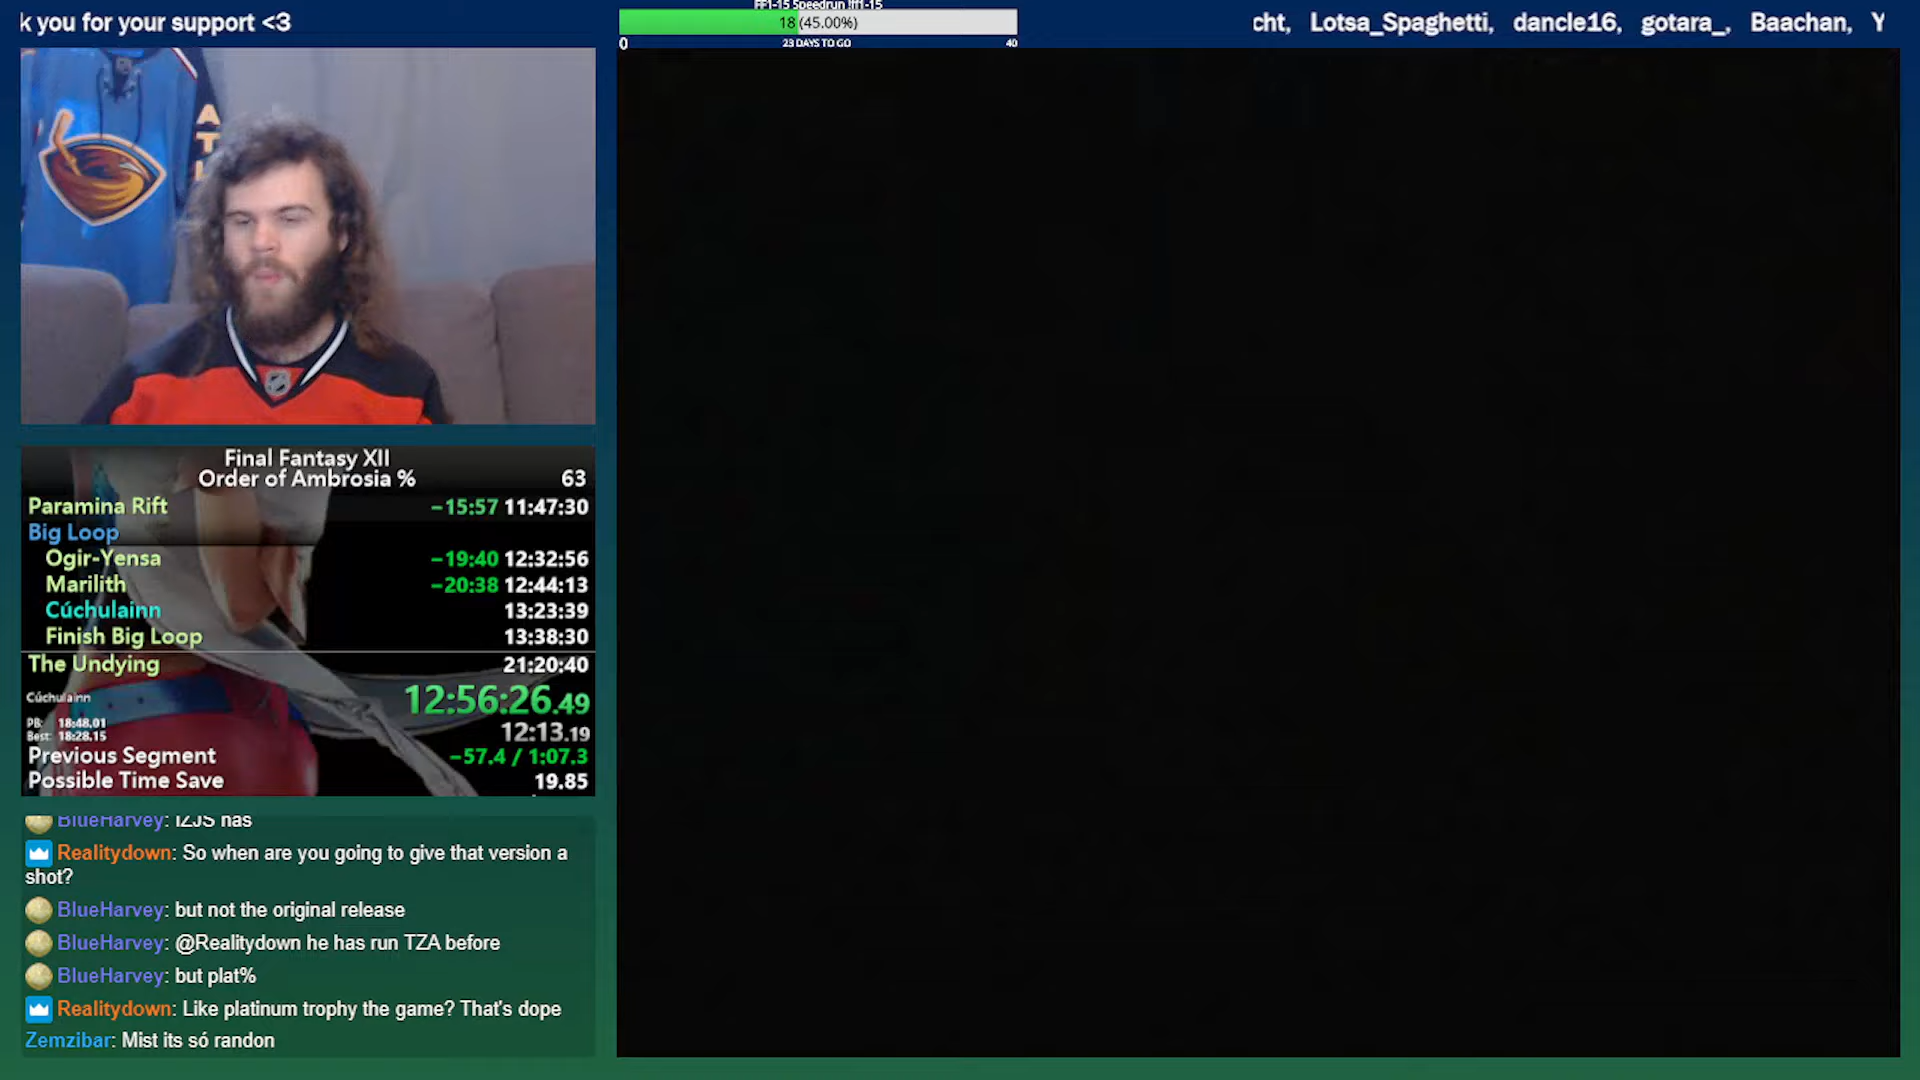 k you for your support <3
FF1-15 Speedrun !ff1-15
18 (45.00%)
0 23 DAYS TO GO 40
cht, Lotsa_Spaghetti, dancle16, gotara_, Baachan, Y
A
T
L
Final Fantasy XII
Order of Ambrosia % 63
Paramina Rift −15:57 11:47:30
Big Loop
Ogir-Yensa −19:40 12:32:56
Marilith −20:38 12:44:13
Cúchulainn 13:23:39
Finish Big Loop 13:38:30
The Undying 21:20:40
Cúchulainn 12:56:26.49
PB: 18:48.01
Best: 18:28.15 12:13.19
Previous Segment −57.4 / 1:07.3
Possible Time Save 19.85
BlueHarvey: IZJS has
Realitydown: So when are you going to give that version a
shot?
BlueHarvey: but not the original release
BlueHarvey: @Realitydown he has run TZA before
BlueHarvey: but plat%
Realitydown: Like platinum trophy the game? That's dope
Zemzibar: Mist its só randon